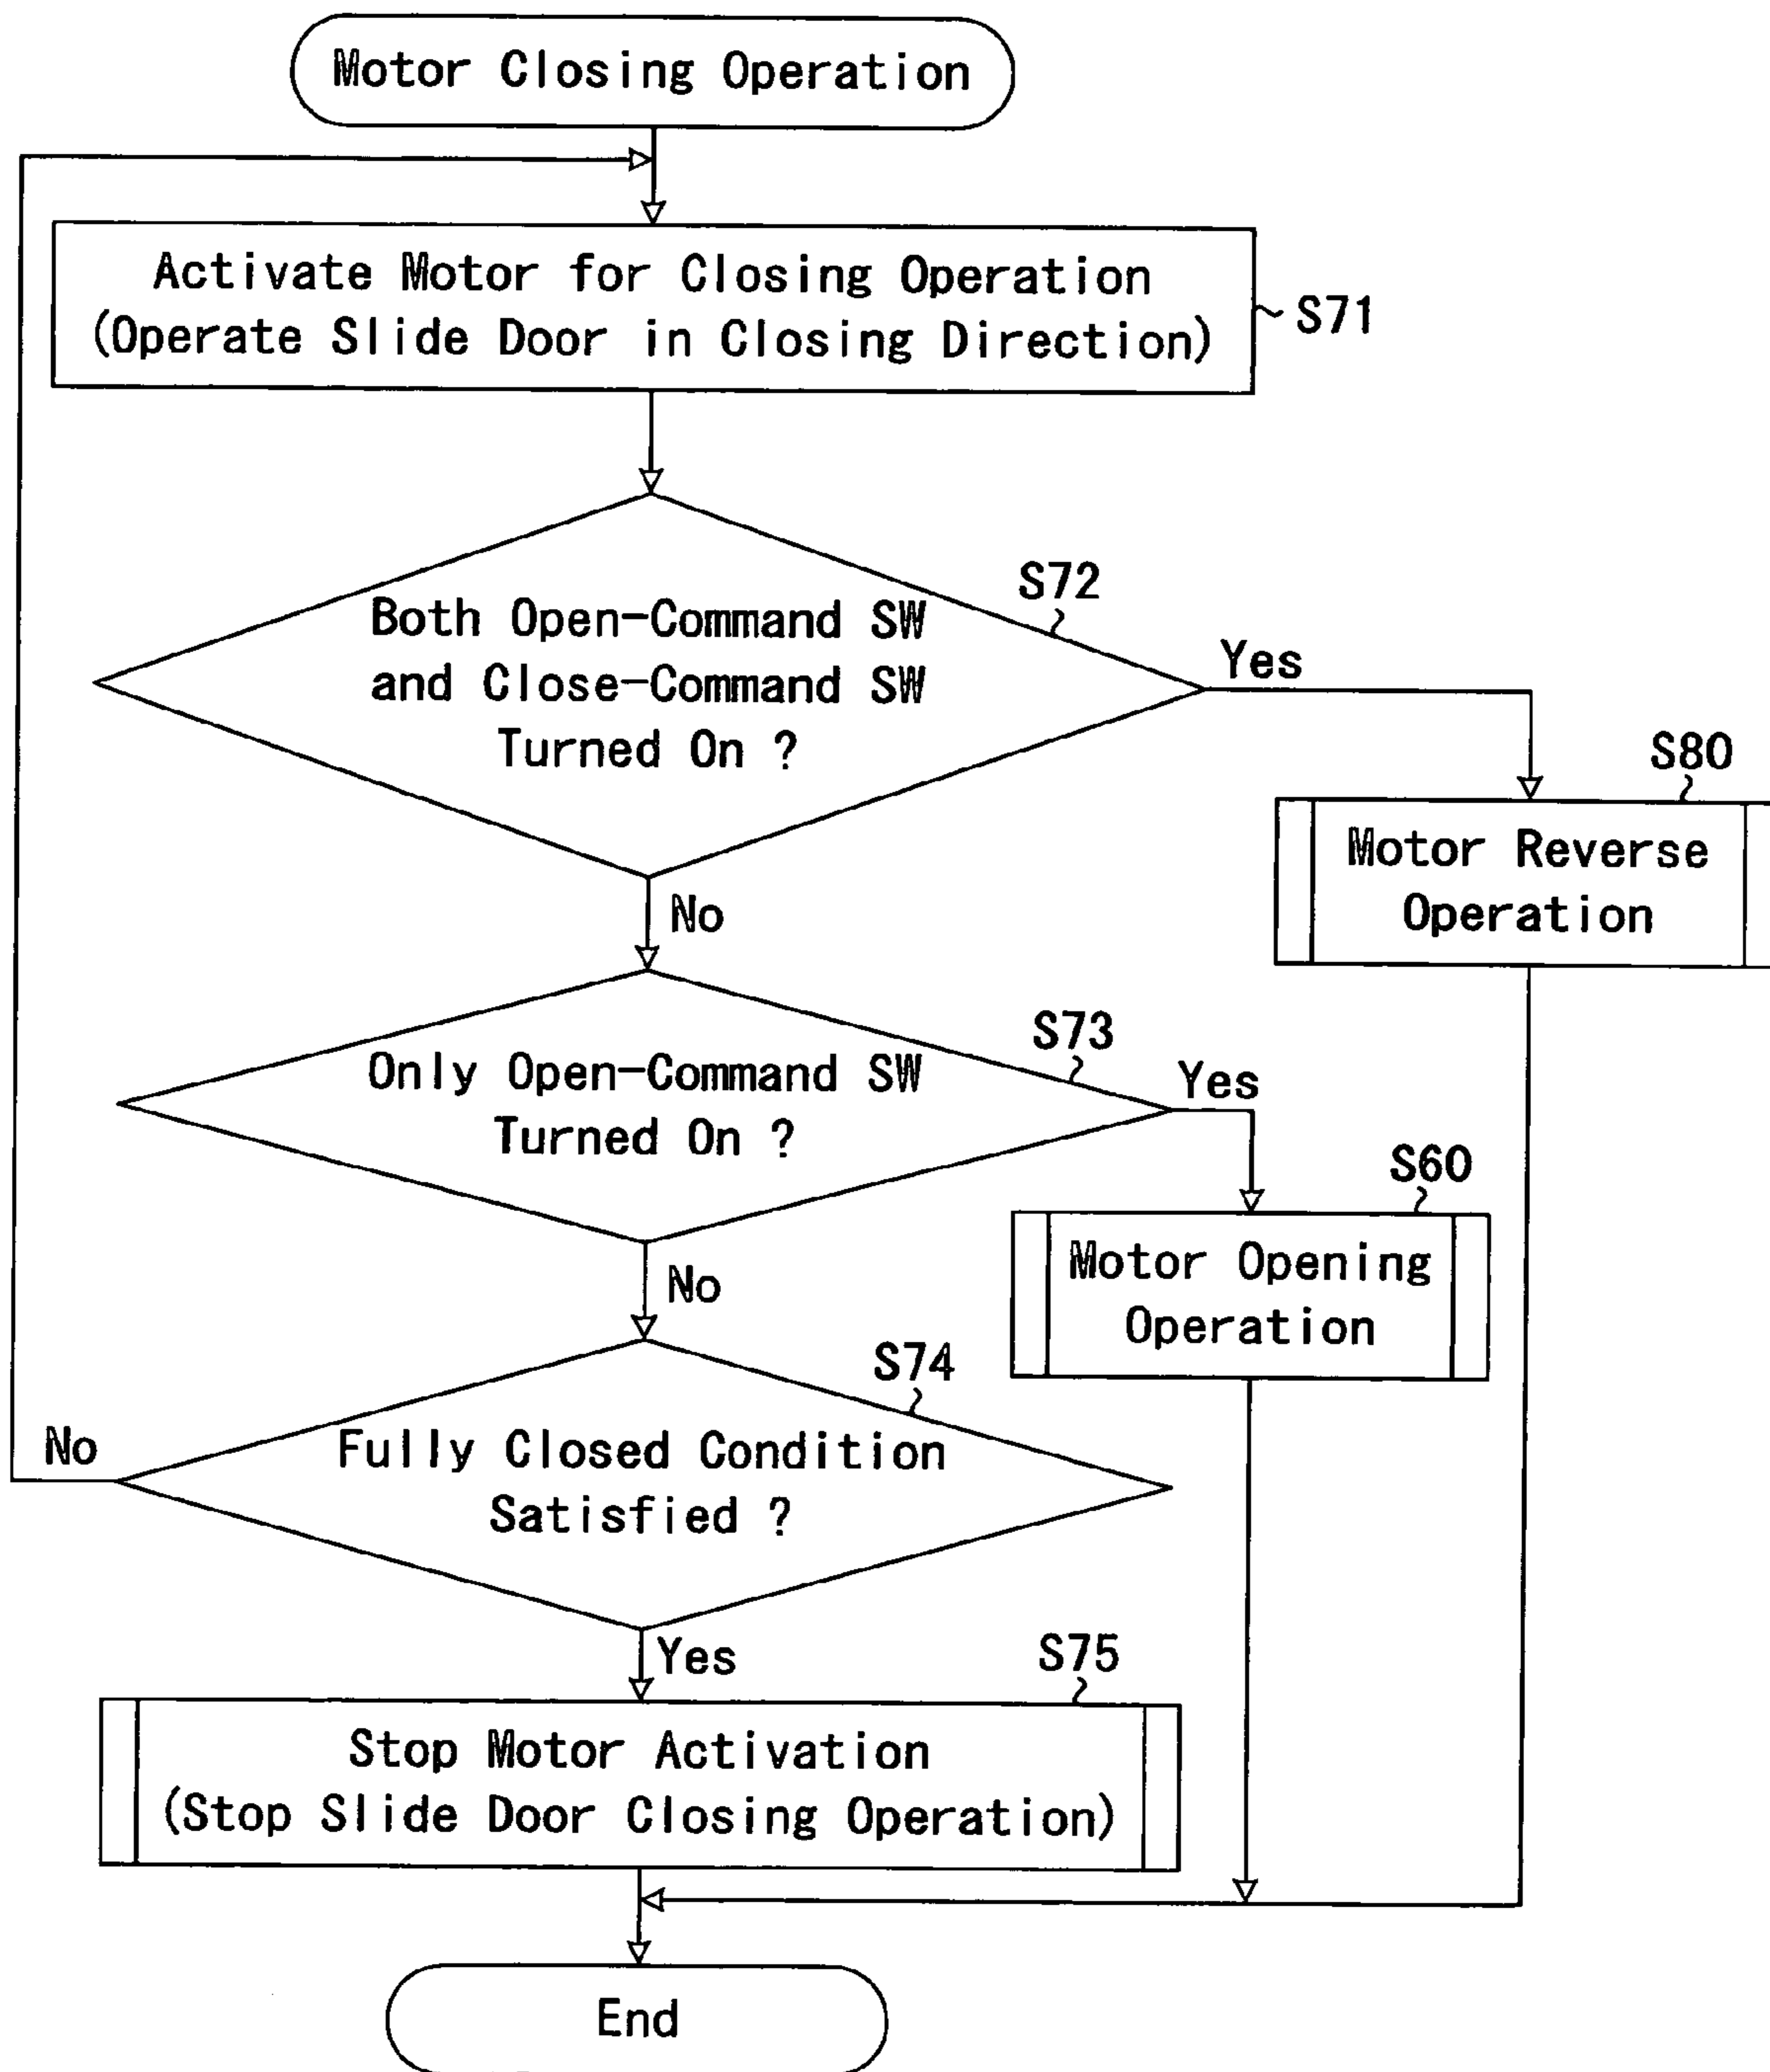 Motor Closing Operation
Activate Motor for Closing Operation
(Operate Slide Door in Closing Direction)
S71
S72
Both Open-Command SW
and Close-Command SW
Turned On ?
Yes
S80
Motor Reverse
Operation
No
S73
Only Open-Command SW
Turned On ?
Yes
S60
Motor Opening
Operation
No
S74
Fully Closed Condition
Satisfied ?
No
Yes
S75
Stop Motor Activation
(Stop Slide Door Closing Operation)
End